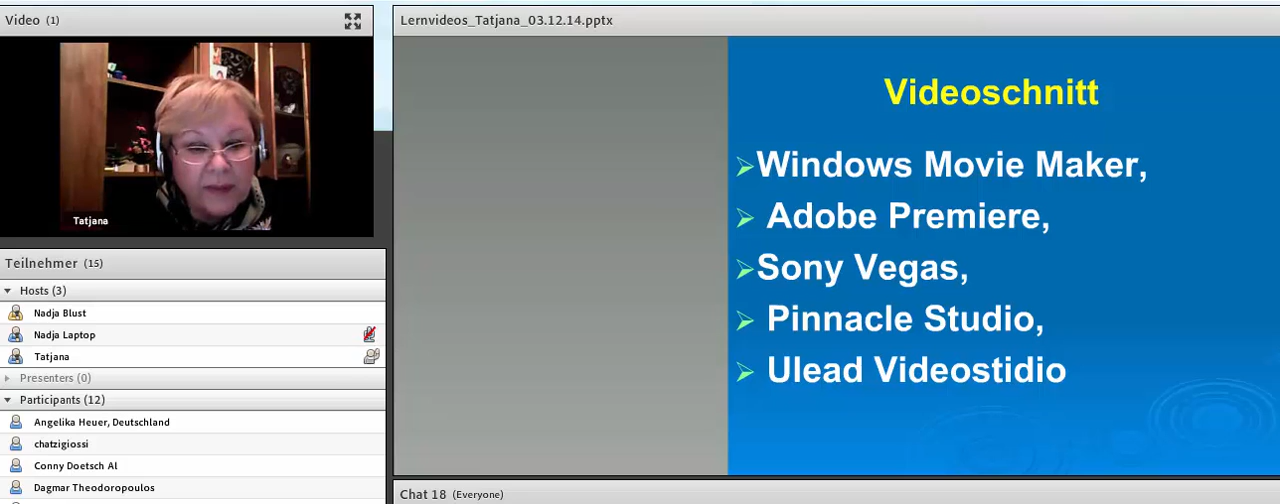 Video (1)
Tatjana
Teilnehmer (15)
Hosts (3)
Nadja Blust
Nadja Laptop
Tatjana
Presenters (0)
Participants (12)
Angelika Heuer, Deutschland
chatzigiossi
Conny Doetsch Al
Dagmar Theodoropoulos
Lernvideos_Tatjana_03.12.14.pptx
Videoschnitt
Windows Movie Maker,
Adobe Premiere,
Sony Vegas,
Pinnacle Studio,
Ulead Videostidio
Chat 18 (Everyone)